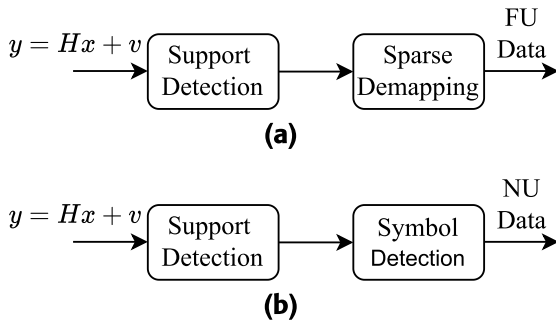 y = Hx + v
Support
Detection
Sparse
Demapping
FU
Data
(a)
y = Hx + v
Support
Detection
Symbol
Detection
NU
Data
(b)